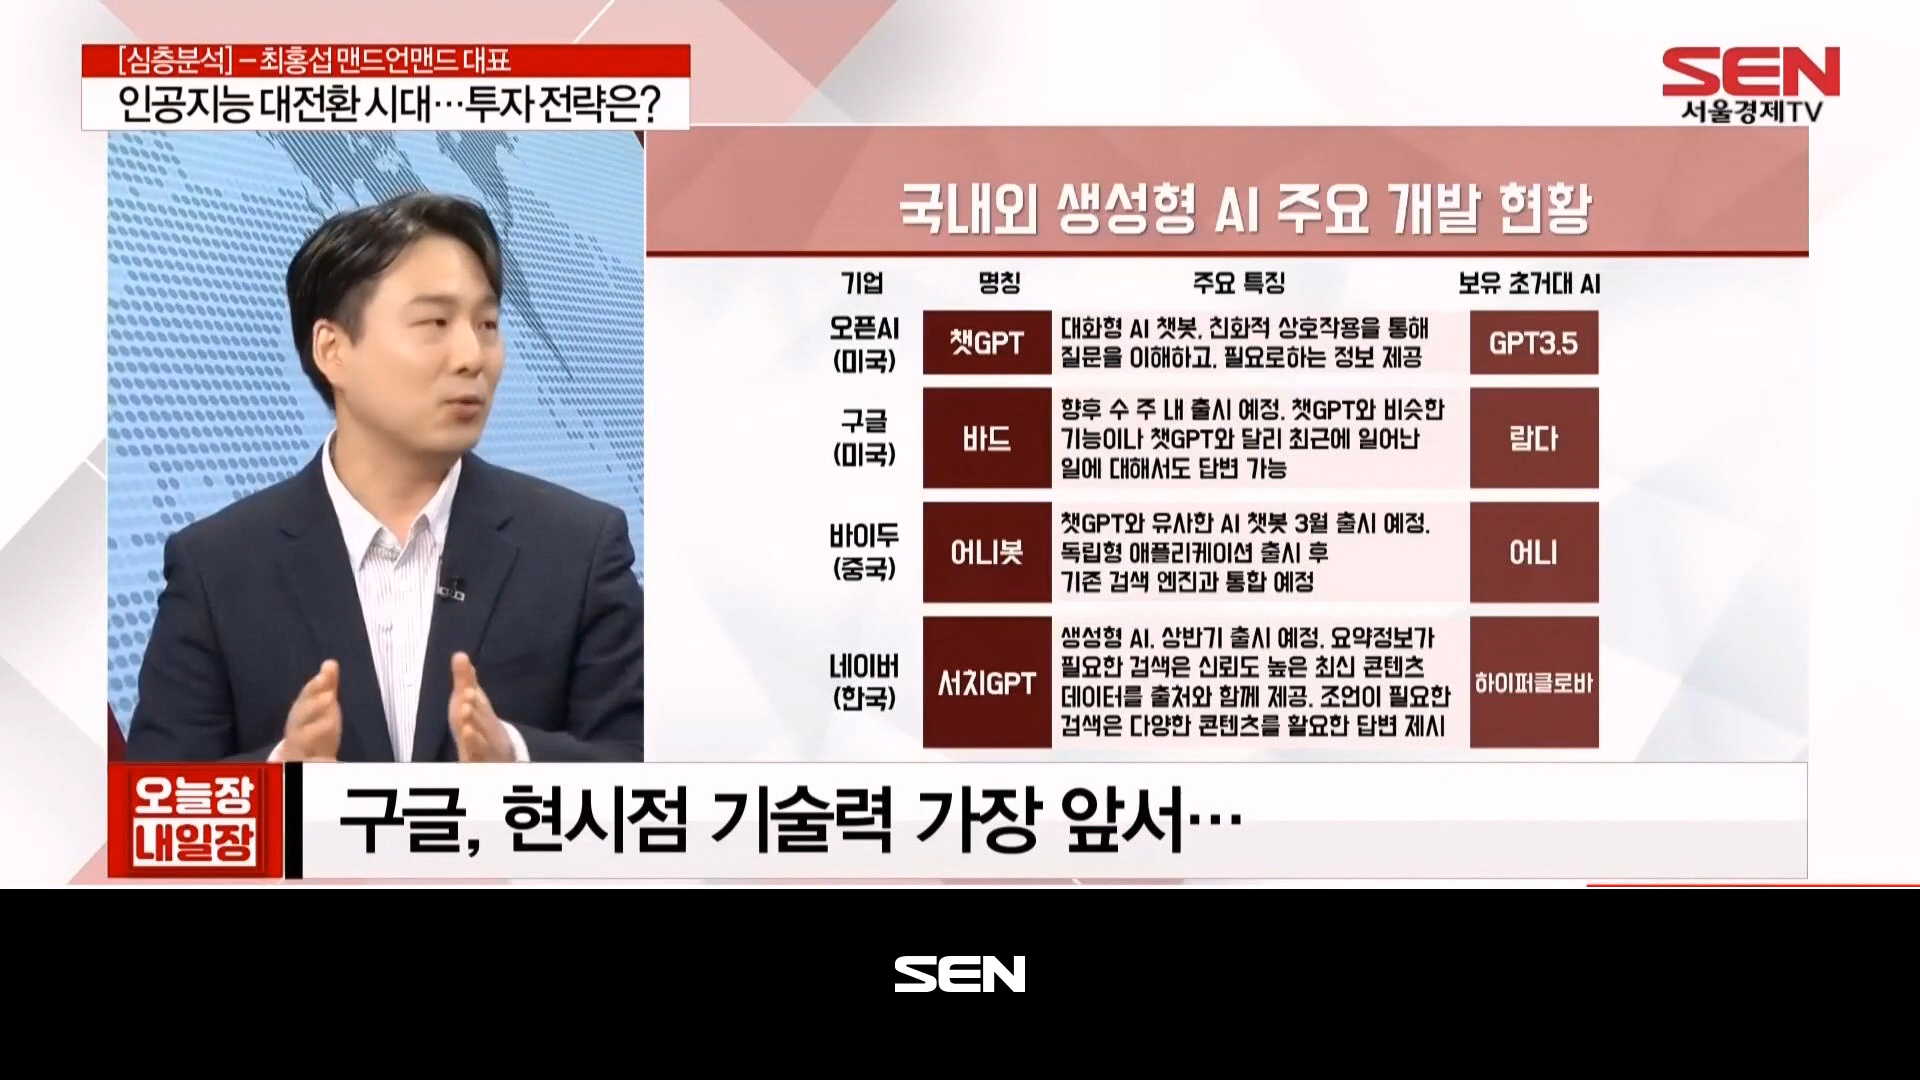 [심층분석] – 최홍섭 맨드언맨드 대표
인공지능 대전환 시대…투자 전략은?
SEN
서울경제TV
국내외 생성형 AI 주요 개발 현황
기업 명칭 주요 특징 보유 초거대 AI
오픈AI
(미국)
챗GPT
대화형 AI 챗봇, 친화적 상호작용을 통해
질문을 이해하고, 필요로하는 정보 제공
GPT3.5
구글
(미국)
바드
향후 수 주 내 출시 예정. 챗GPT와 비슷한
기능이나 챗GPT와 달리 최근에 일어난
일에 대해서도 답변 가능
람다
바이두
(중국)
어니봇
챗GPT와 유사한 AI 챗봇 3월 출시 예정.
독립형 애플리케이션 출시 후
기존 검색 엔진과 통합 예정
어니
네이버
(한국)
서치GPT
생성형 AI. 상반기 출시 예정. 요약정보가
필요한 검색은 신뢰도 높은 최신 콘텐츠
데이터를 출처와 함께 제공. 조언이 필요한
검색은 다양한 콘텐츠를 활요한 답변 제시
하이퍼클로바
오늘장
내일장
구글, 현시점 기술력 가장 앞서…
SEN